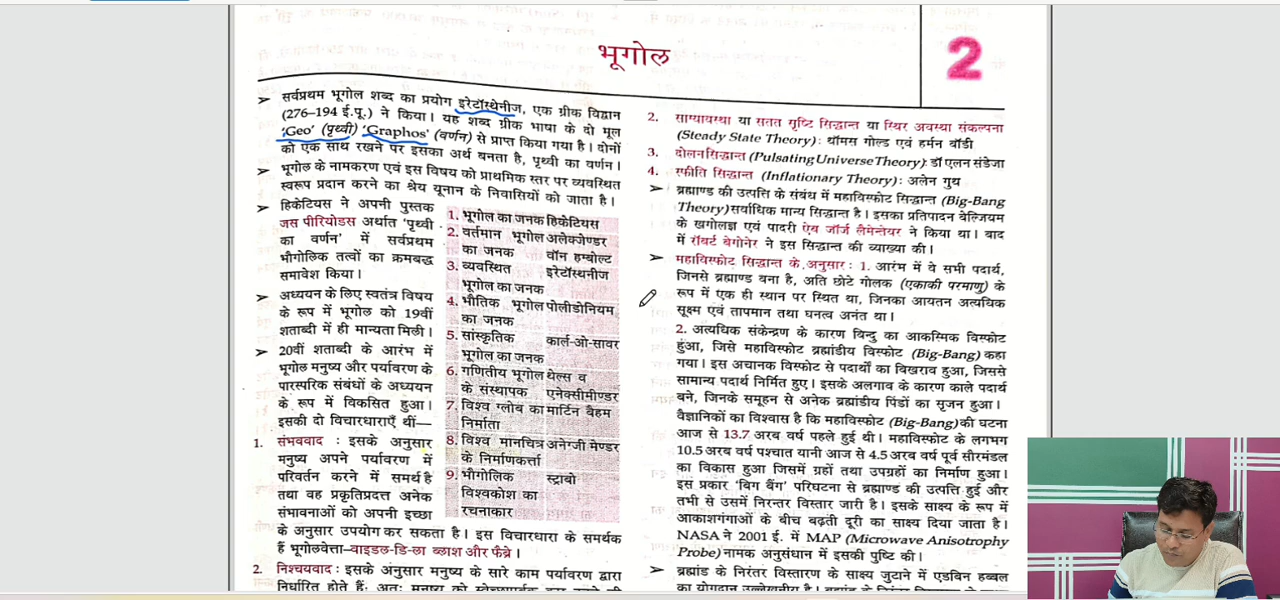 भूगोल
2
➤ सर्वप्रथम भूगोल शब्द का प्रयोग इरेटॉस्थेनीज, एक ग्रीक विद्वान
(276–194 ई.पू.) ने किया। यह शब्द ग्रीक भाषा के दो मूल
'Geo' (पृथ्वी) 'Graphos' (वर्णन) से प्राप्त किया गया है। दोनों
को एक साथ रखने पर इसका अर्थ बनता है, पृथ्वी का वर्णन।
➤ भूगोल के नामकरण एवं इस विषय को प्राथमिक स्तर पर व्यवस्थित
स्वरूप प्रदान करने का श्रेय यूनान के निवासियों को जाता है।
➤ हिकेटियस ने अपनी पुस्तक
जस पीरियोडस अर्थात 'पृथ्वी
का वर्णन' में सर्वप्रथम
भौगोलिक तत्वों का क्रमबद्ध
समावेश किया।
➤ अध्ययन के लिए स्वतंत्र विषय
के रूप में भूगोल को 19वीं
शताब्दी में ही मान्यता मिली।
➤ 20वीं शताब्दी के आरंभ में
भूगोल मनुष्य और पर्यावरण के
पारस्परिक संबंधों के अध्ययन
के रूप में विकसित हुआ।
इसकी दो विचारधाराएँ थीं—
1. संभववाद : इसके अनुसार
मनुष्य अपने पर्यावरण में
परिवर्तन करने में समर्थ है
तथा वह प्रकृतिप्रदत्त अनेक
संभावनाओं को अपनी इच्छा
के अनुसार उपयोग कर सकता है। इस विचारधारा के समर्थक
हैं भूगोलवेत्ता–वाइडल-डि-ला ब्लाश और फैब्रे।
2. निश्चयवाद : इसके अनुसार मनुष्य के सारे काम पर्यावरण द्वारा
निर्धारित होते हैं; अतः मनुष्य को
1. भूगोल का जनक हिकेटियस
2. वर्तमान भूगोल अलेक्जेण्डर
का जनक वॉन हम्बोल्ट
3. व्यवस्थित इरेटॉस्थनीज
भूगोल का जनक
4. भौतिक भूगोल पोलीडोनियम
का जनक
5. सांस्कृतिक कार्ल-ओ-सावर
भूगोल का जनक
6. गणितीय भूगोल थेल्स व
के संस्थापक एनेक्सीमीण्डर
7. विश्व ग्लोब का मार्टिन बैहम
निर्माता
8. विश्व मानचित्र अनेग्जी मेण्डर
के निर्माणकर्त्ता
9. भौगोलिक स्ट्राबो
विश्वकोश का
रचनाकार
2. साम्यावस्था या सतत सृष्टि सिद्धान्त या स्थिर अवस्था संकल्पना
(Steady State Theory) : थॉमस गोल्ड एवं हर्मन बॉडी
3. दोलनसिद्धान्त (Pulsating Universe Theory): डॉ एलन संडेजा
4. स्फीति सिद्धान्त (Inflationary Theory) : अलेन गुथ
➤ ब्रह्माण्ड की उत्पत्ति के संबंध में महाविस्फोट सिद्धान्त (Big-Bang
Theory) सर्वाधिक मान्य सिद्धान्त है। इसका प्रतिपादन बेल्जियम
के खगोलज्ञ एवं पादरी ऐब जॉर्ज लैमेन्तेयर ने किया था। बाद
में रॉबर्ट बेगोनेर ने इस सिद्धान्त की व्याख्या की।
➤ महाविस्फोट सिद्धान्त के अनुसार : 1. आरंभ में वे सभी पदार्थ,
जिनसे ब्रह्माण्ड बना है, अति छोटे गोलक (एकाकी परमाणु) के
रूप में एक ही स्थान पर स्थित था, जिनका आयतन अत्यधिक
सूक्ष्म एवं तापमान तथा घनत्व अनंत था।
2. अत्यधिक संकेन्द्रण के कारण बिन्दु का आकस्मिक विस्फोट
हुआ, जिसे महाविस्फोट ब्रह्मांडीय विस्फोट (Big-Bang) कहा
गया। इस अचानक विस्फोट से पदार्थों का बिखराव हुआ, जिससे
सामान्य पदार्थ निर्मित हुए। इसके अलगाव के कारण काले पदार्थ
बने, जिनके समूहन से अनेक ब्रह्मांडीय पिंडों का सृजन हुआ।
वैज्ञानिकों का विश्वास है कि महाविस्फोट (Big-Bang) की घटना
आज से 13.7 अरब वर्ष पहले हुई थी। महाविस्फोट के लगभग
10.5 अरब वर्ष पश्चात यानी आज से 4.5 अरब वर्ष पूर्व सौरमंडल
का विकास हुआ जिसमें ग्रहों तथा उपग्रहों का निर्माण हुआ।
इस प्रकार 'बिग बैंग' परिघटना से ब्रह्माण्ड की उत्पत्ति हुई और
तभी से उसमें निरन्तर विस्तार जारी है। इसके साक्ष्य के रूप में
आकाशगंगाओं के बीच बढ़ती दूरी का साक्ष्य दिया जाता है।
NASA ने 2001 ई. में MAP (Microwave Anisotrophy
Probe) नामक अनुसंधान में इसकी पुष्टि की।
➤ ब्रह्मांड के निरंतर विस्तारण के साक्ष्य जुटाने में एडविन हब्बल
का योगदान उल्लेखनीय है।